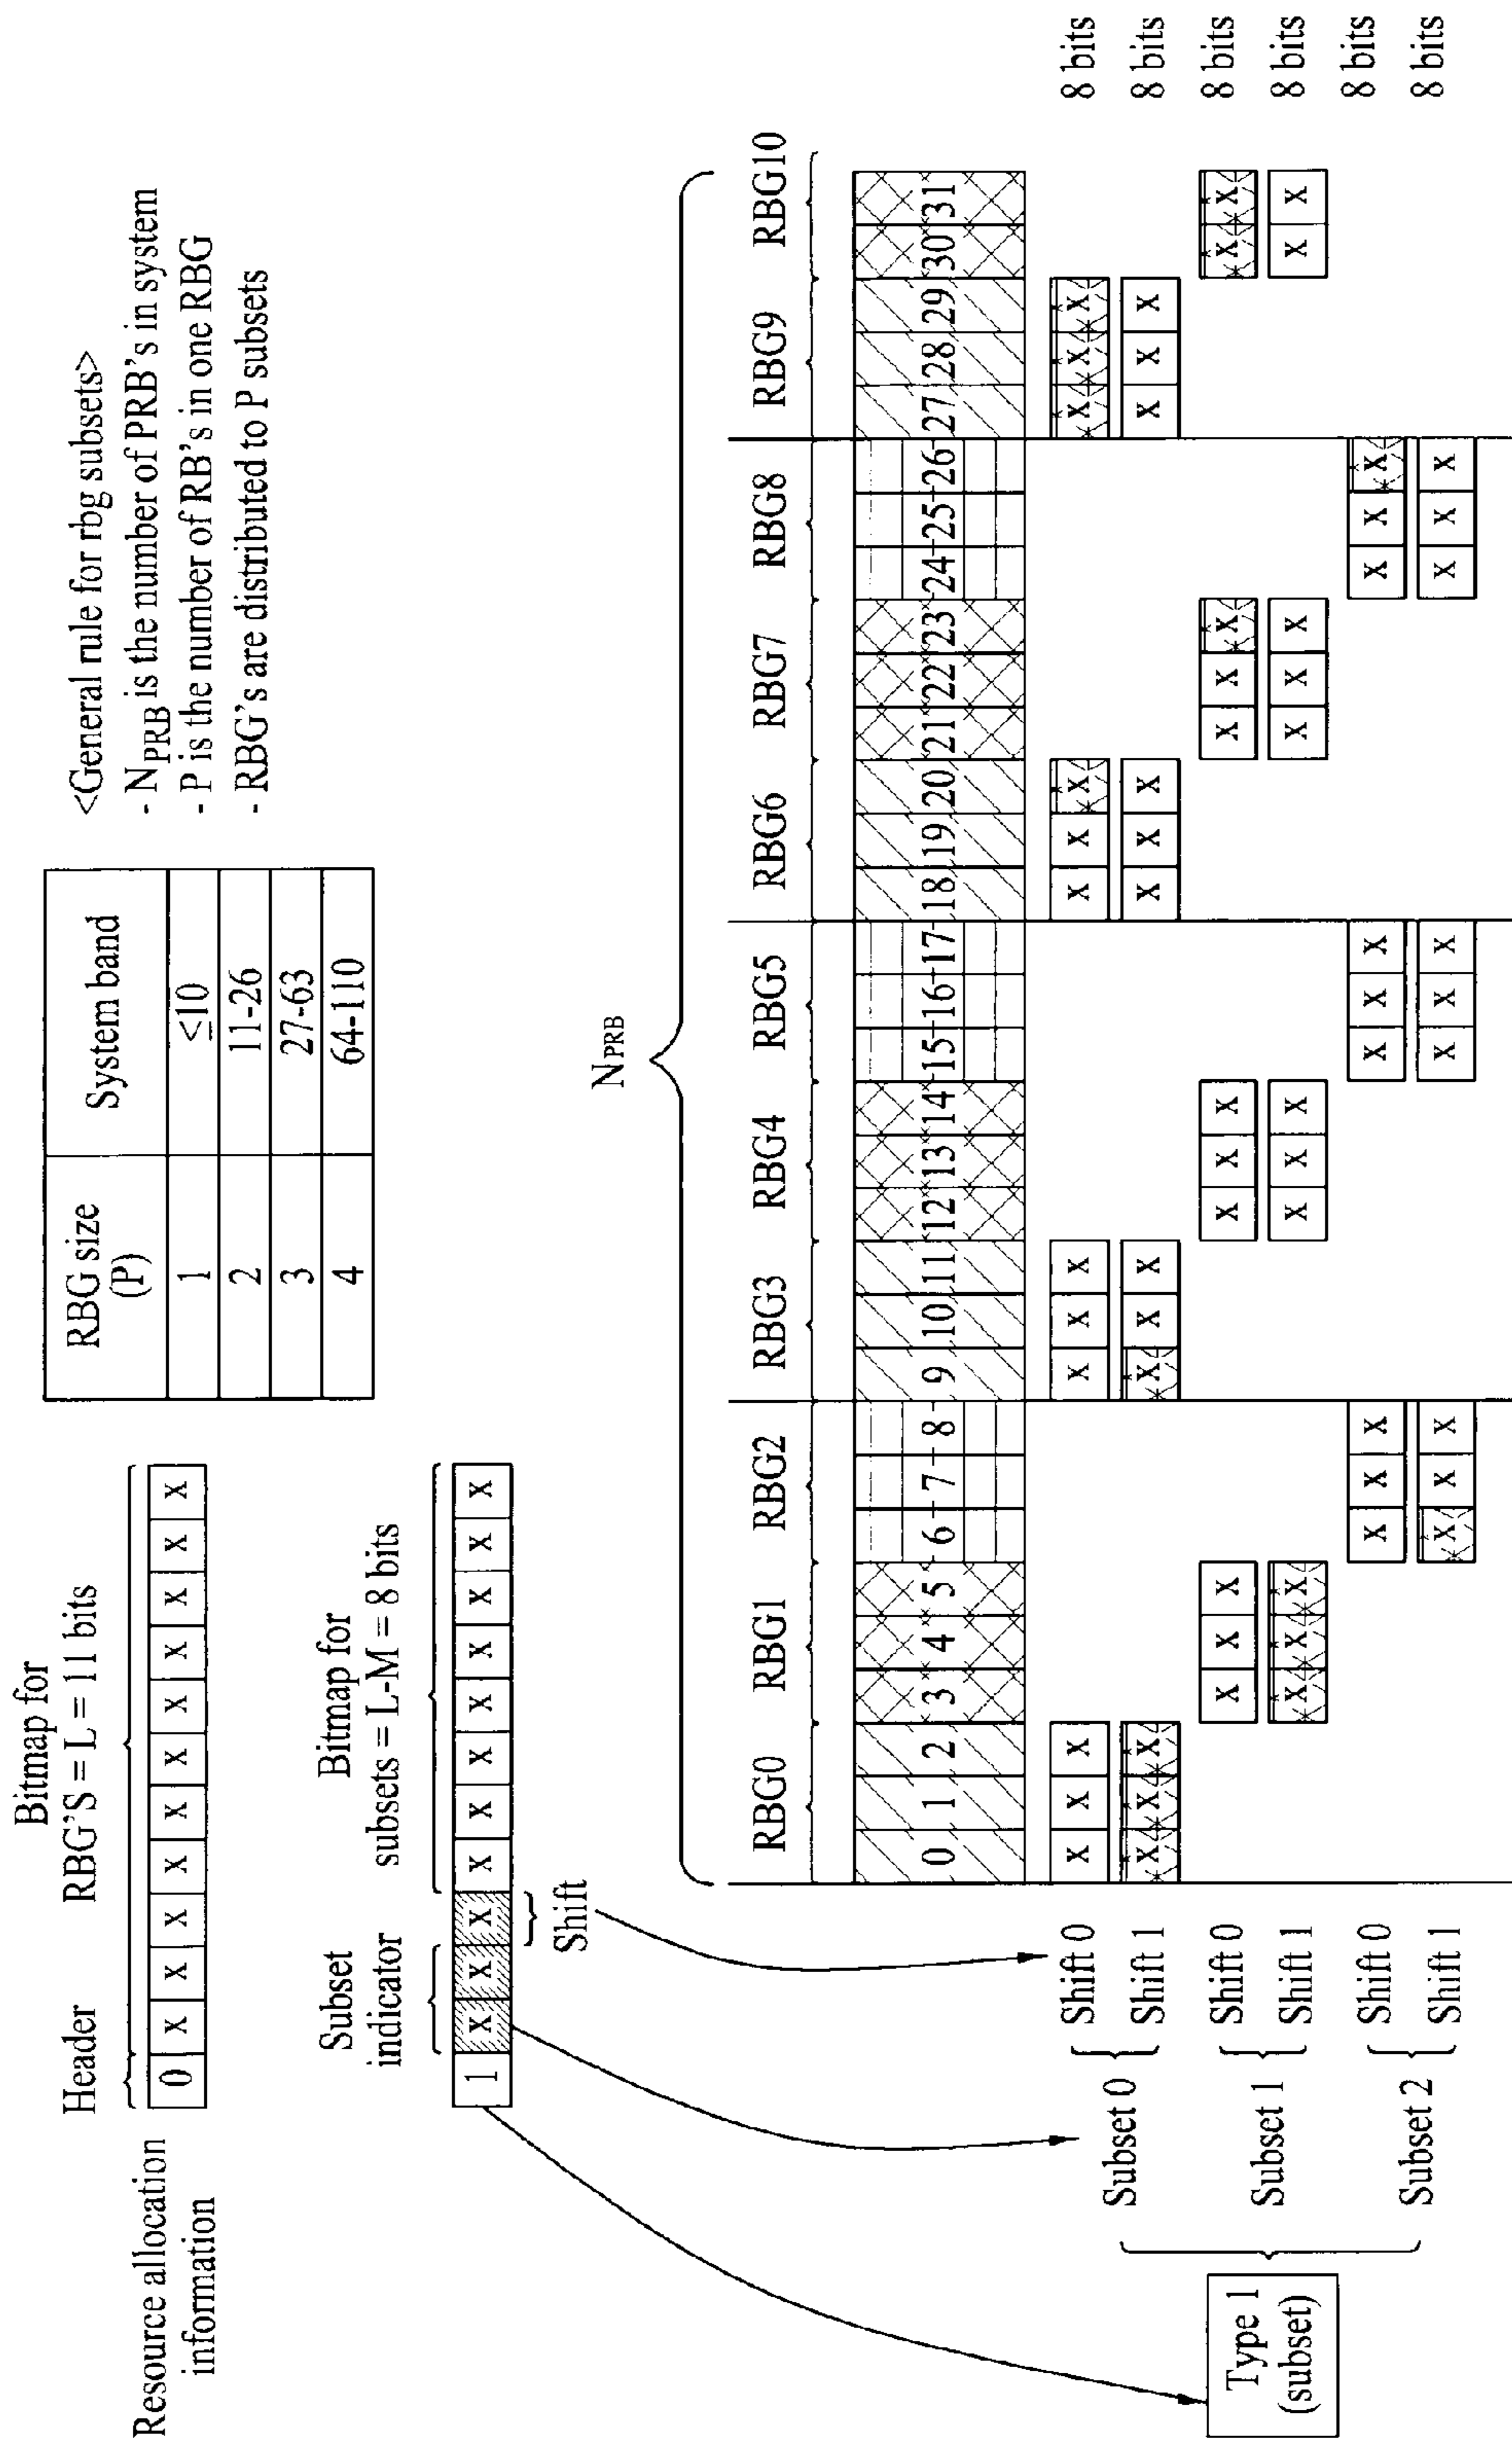 Bitmap for
Header RBG'S = L = 11 bits
Resource allocation
information
0 X X X X X X X X X X X
Subset
indicator
Bitmap for
subsets = L-M = 8 bits
1 X X X X X X X X X X X
Shift
RBG size
(P)
System band
1 ≤10
2 11-26
3 27-63
4 64-110
<General rule for rbg subsets>
- NPRB is the number of PRB's in system
- P is the number of RB's in one RBG
- RBG's are distributed to P subsets
NPRB
RBG0 RBG1 RBG2 RBG3 RBG4 RBG5 RBG6 RBG7 RBG8 RBG9 RBG10
0 1 2 3 4 5 6 7 8 9 10 11 12 13 14 15 16 17 18 19 20 21 22 23 24 25 26 27 28 29 30 31
Type 1
(subset)
Subset 0
Shift 0 X X X X X X X X X X X X 8 bits
Shift 1 X X X X X X X X X X X X 8 bits
Subset 1
Shift 0 X X X X X X X X X X X 8 bits
Shift 1 X X X X X X X X X X X 8 bits
Subset 2
Shift 0 X X X X X X X X X 8 bits
Shift 1 X X X X X X X X X 8 bits